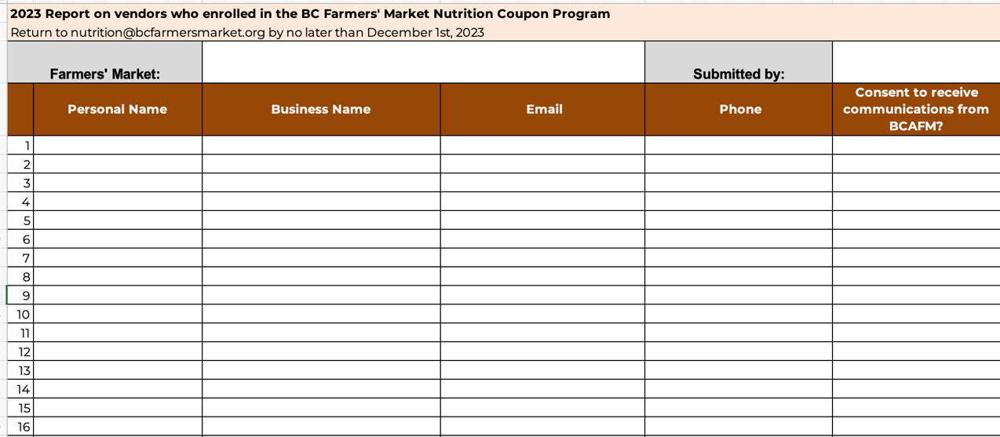 2023 Report on vendors who enrolled in the BC Farmers' Market Nutrition Coupon Program
Return to nutrition@bcfarmersmarket.org by no later than December 1st, 2023
Farmers' Market: Submitted by:
Personal Name Business Name Email Phone Consent to receive
communications from
BCAFM?
1
2
3
4
5
6
7
8
9
10
11
12
13
14
15
16